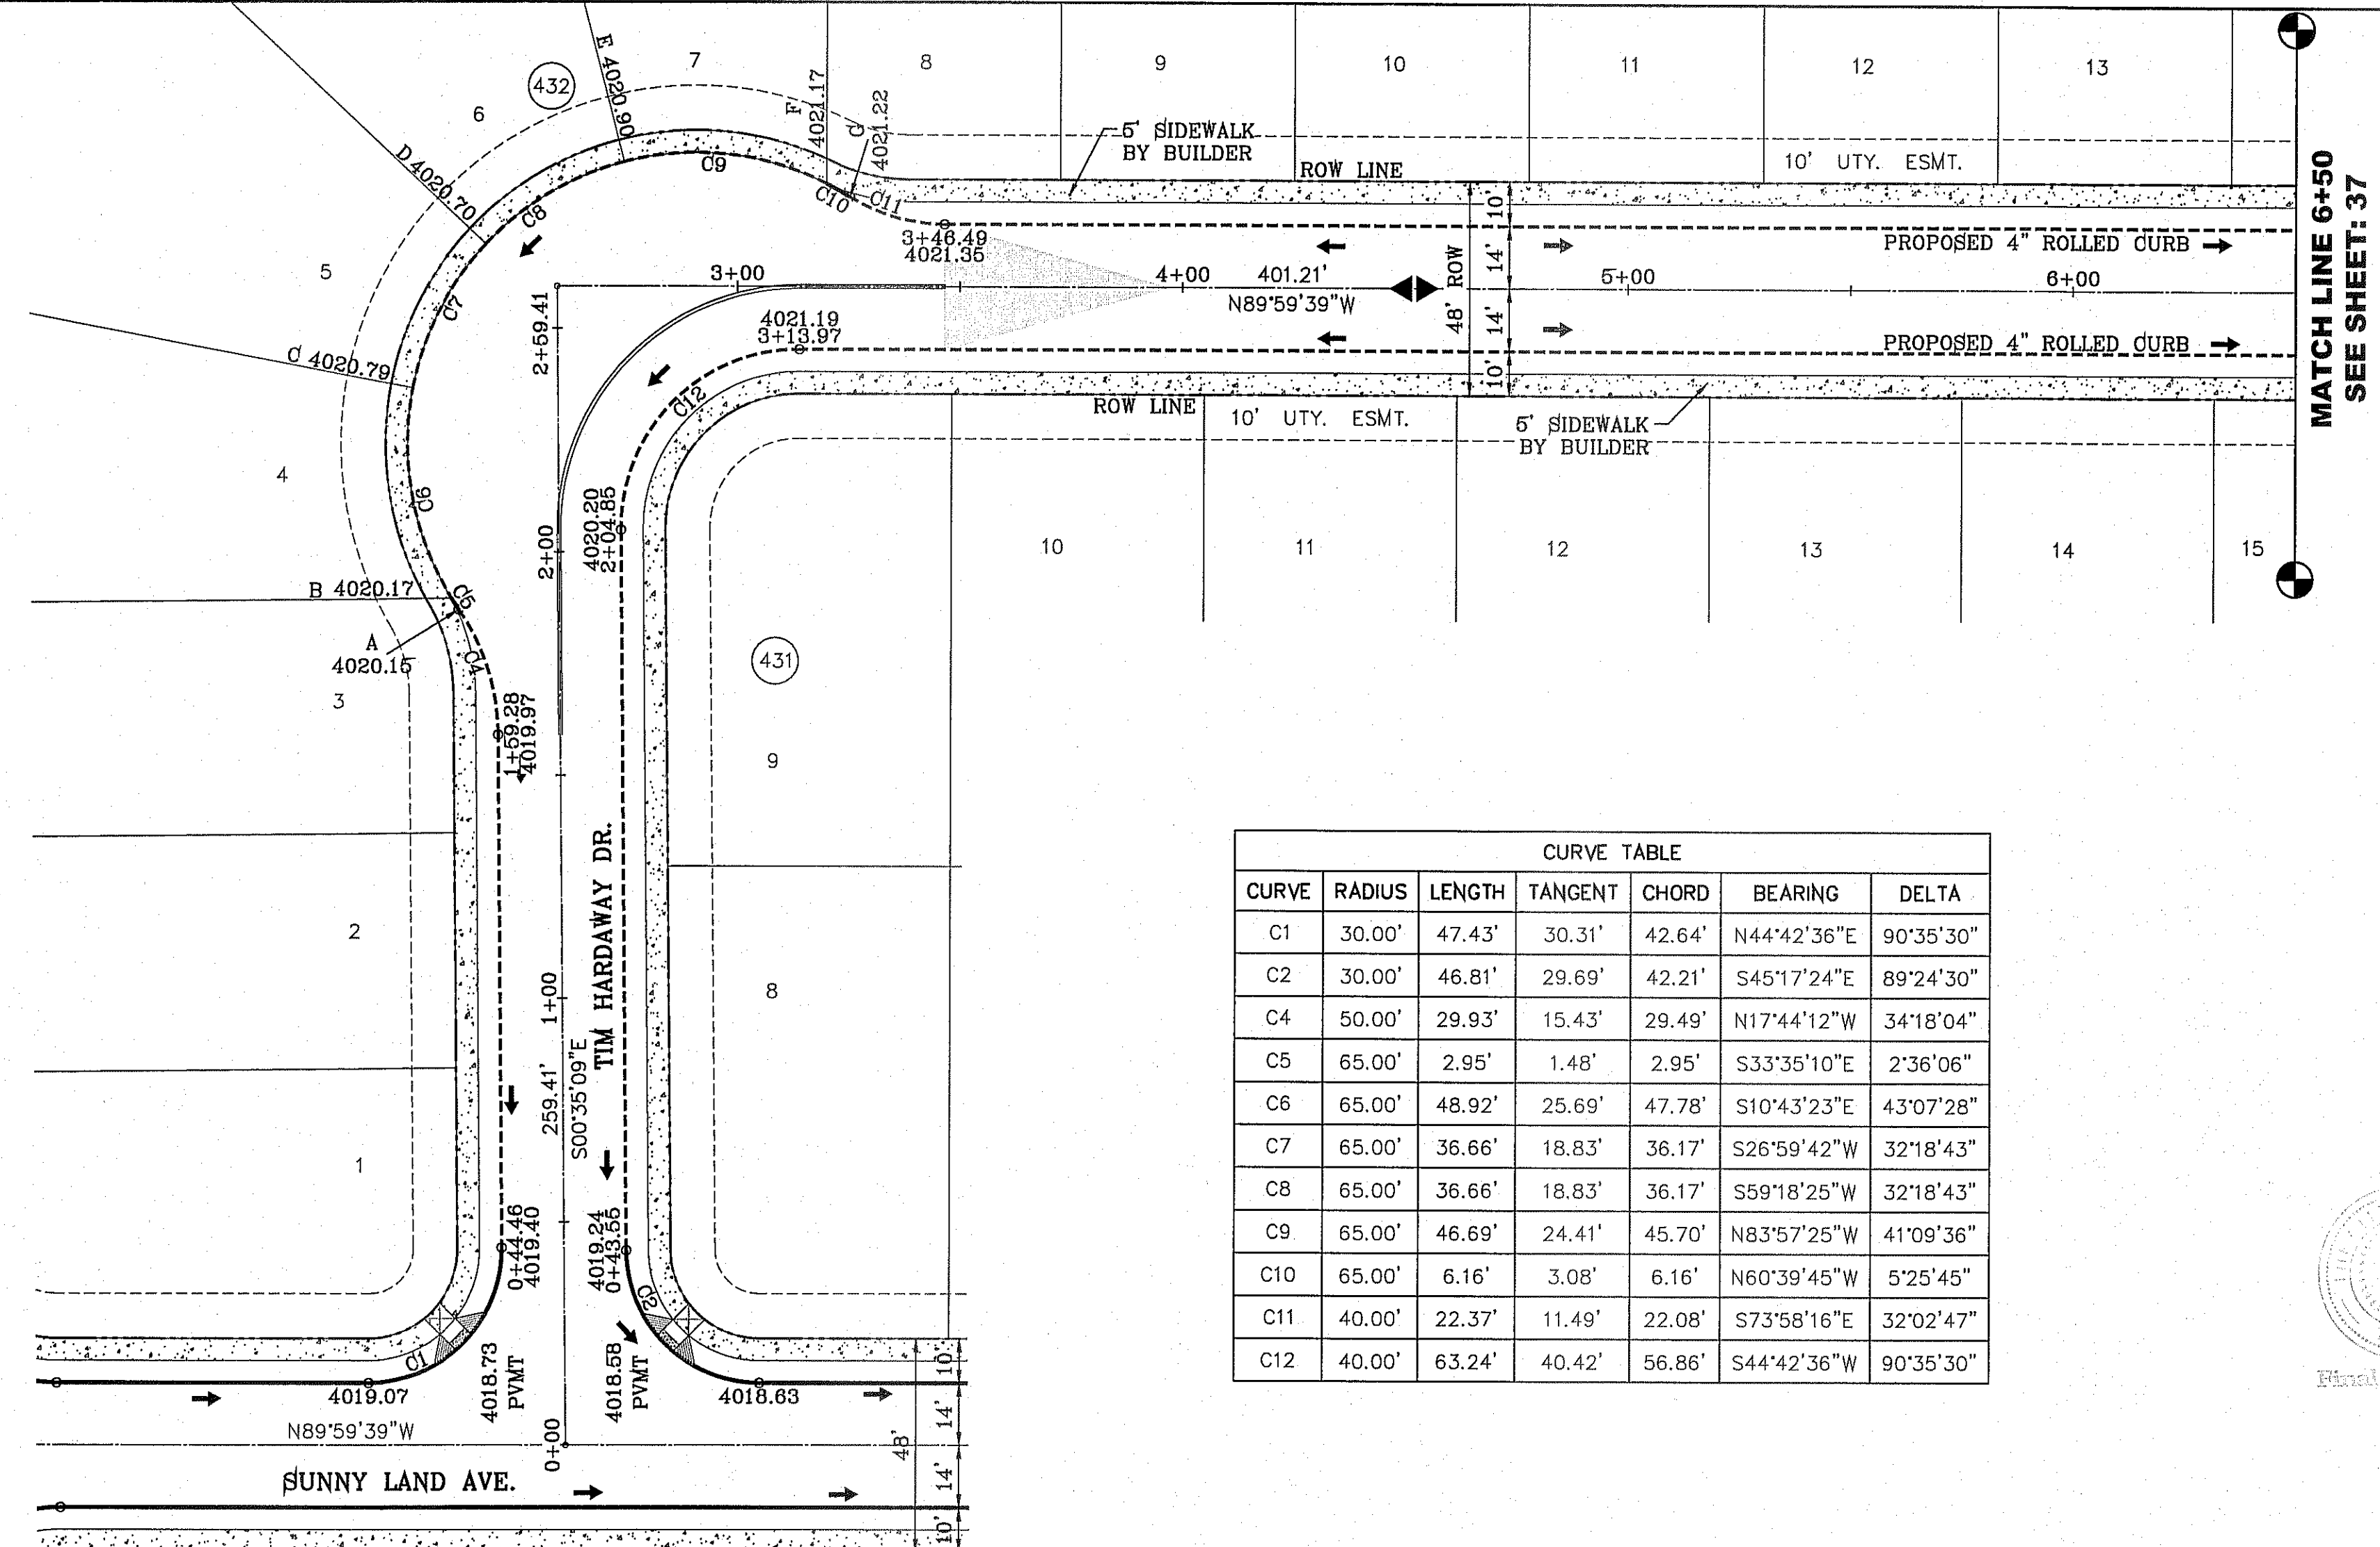 432
E 4020.90
7
8
9
10
11
12
13
6
F
4021.17
G
4021.22
5' SIDEWALK
BY BUILDER
ROW LINE
10' UTY. ESMT.
MATCH LINE 6+50
SEE SHEET: 37
D 4020.70
C8
C9
C10
C11
5
C7
3+46.49
4021.35
3+00
4+00
401.21'
N89°59'39"W
48' ROW
10'
14'
14'
10'
5+00
6+00
PROPOSED 4" ROLLED CURB
PROPOSED 4" ROLLED CURB
2+59.41
4021.19
3+13.97
C 4020.79
C12
ROW LINE
10' UTY. ESMT.
5' SIDEWALK
BY BUILDER
4
C6
2+00
4020.20
2+04.85
10
11
12
13
14
15
B 4020.17
C5
A
4020.15
C4
3
431
1+59.28
4019.97
9
TIM HARDAWAY DR.
2
8
1+00
259.41'
S00°35'09"E
1
0+44.46
4019.40
4019.24
0+43.55
C1
C2
4018.73
PVMT
4018.58
PVMT
4019.07
4018.63
N89°59'39"W
0+00
48'
10'
14'
14'
10'
SUNNY LAND AVE.
CURVE TABLE
CURVE RADIUS LENGTH TANGENT CHORD BEARING DELTA
C1 30.00' 47.43' 30.31' 42.64' N44°42'36"E 90°35'30"
C2 30.00' 46.81' 29.69' 42.21' S45°17'24"E 89°24'30"
C4 50.00' 29.93' 15.43' 29.49' N17°44'12"W 34°18'04"
C5 65.00' 2.95' 1.48' 2.95' S33°35'10"E 2°36'06"
C6 65.00' 48.92' 25.69' 47.78' S10°43'23"E 43°07'28"
C7 65.00' 36.66' 18.83' 36.17' S26°59'42"W 32°18'43"
C8 65.00' 36.66' 18.83' 36.17' S59°18'25"W 32°18'43"
C9 65.00' 46.69' 24.41' 45.70' N83°57'25"W 41°09'36"
C10 65.00' 6.16' 3.08' 6.16' N60°39'45"W 5°25'45"
C11 40.00' 22.37' 11.49' 22.08' S73°58'16"E 32°02'47"
C12 40.00' 63.24' 40.42' 56.86' S44°42'36"W 90°35'30"
Final